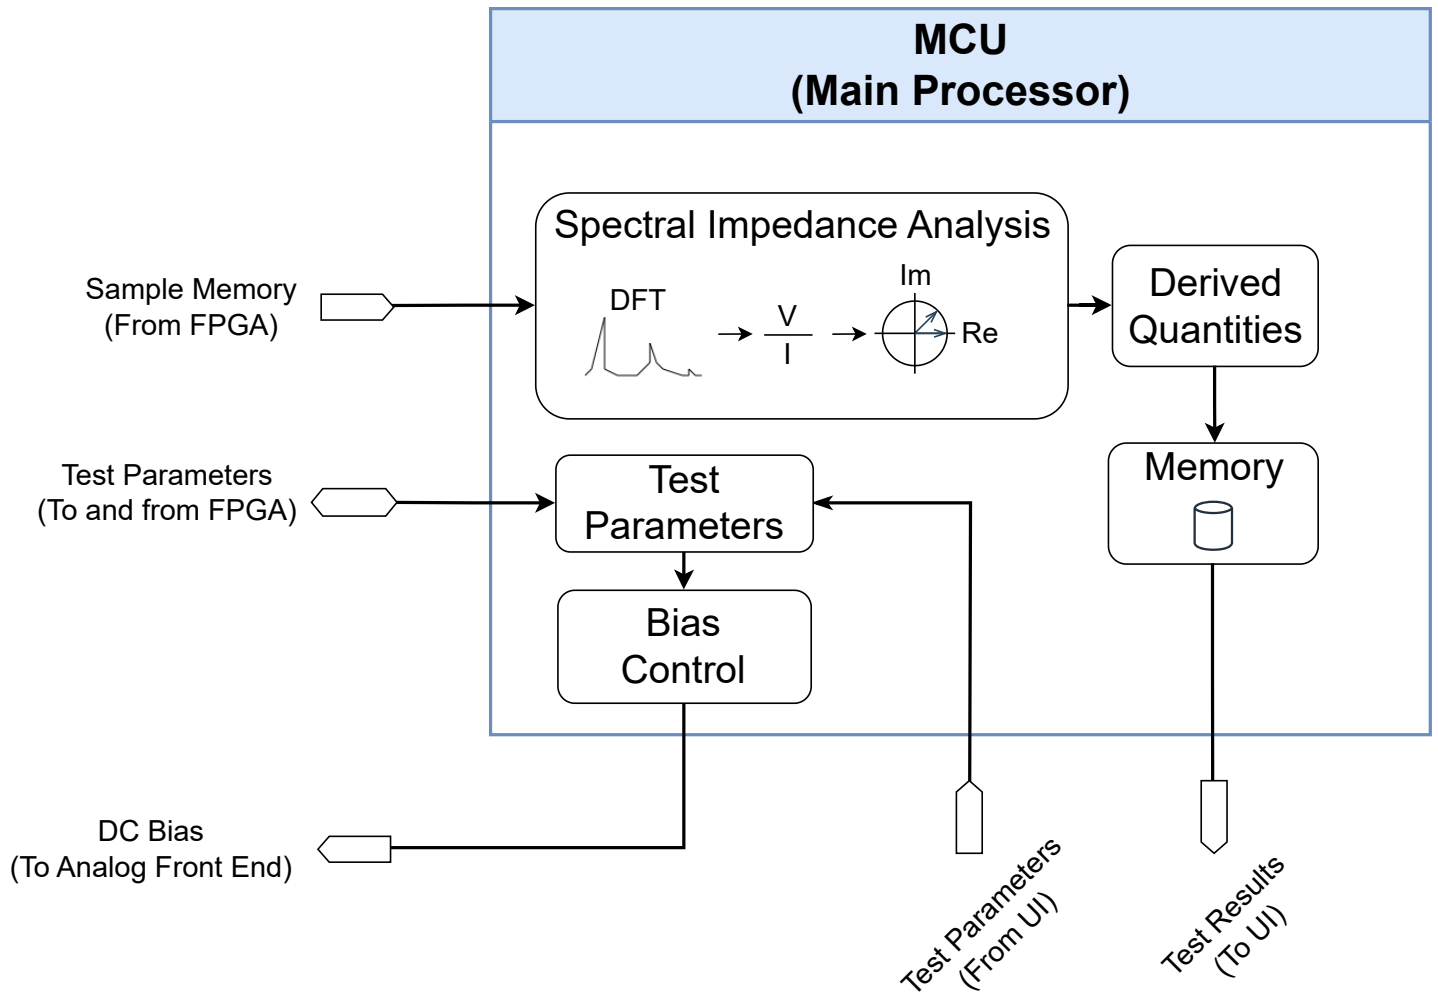 MCU
(Main Processor)
Spectral Impedance Analysis
DFT
V
I
Im
Re
Derived
Quantities
Sample Memory
(From FPGA)
Memory
Test Parameters
(To and from FPGA)
Test
Parameters
Bias
Control
DC Bias
(To Analog Front End)
Test Parameters
(From UI)
Test Results
(To UI)